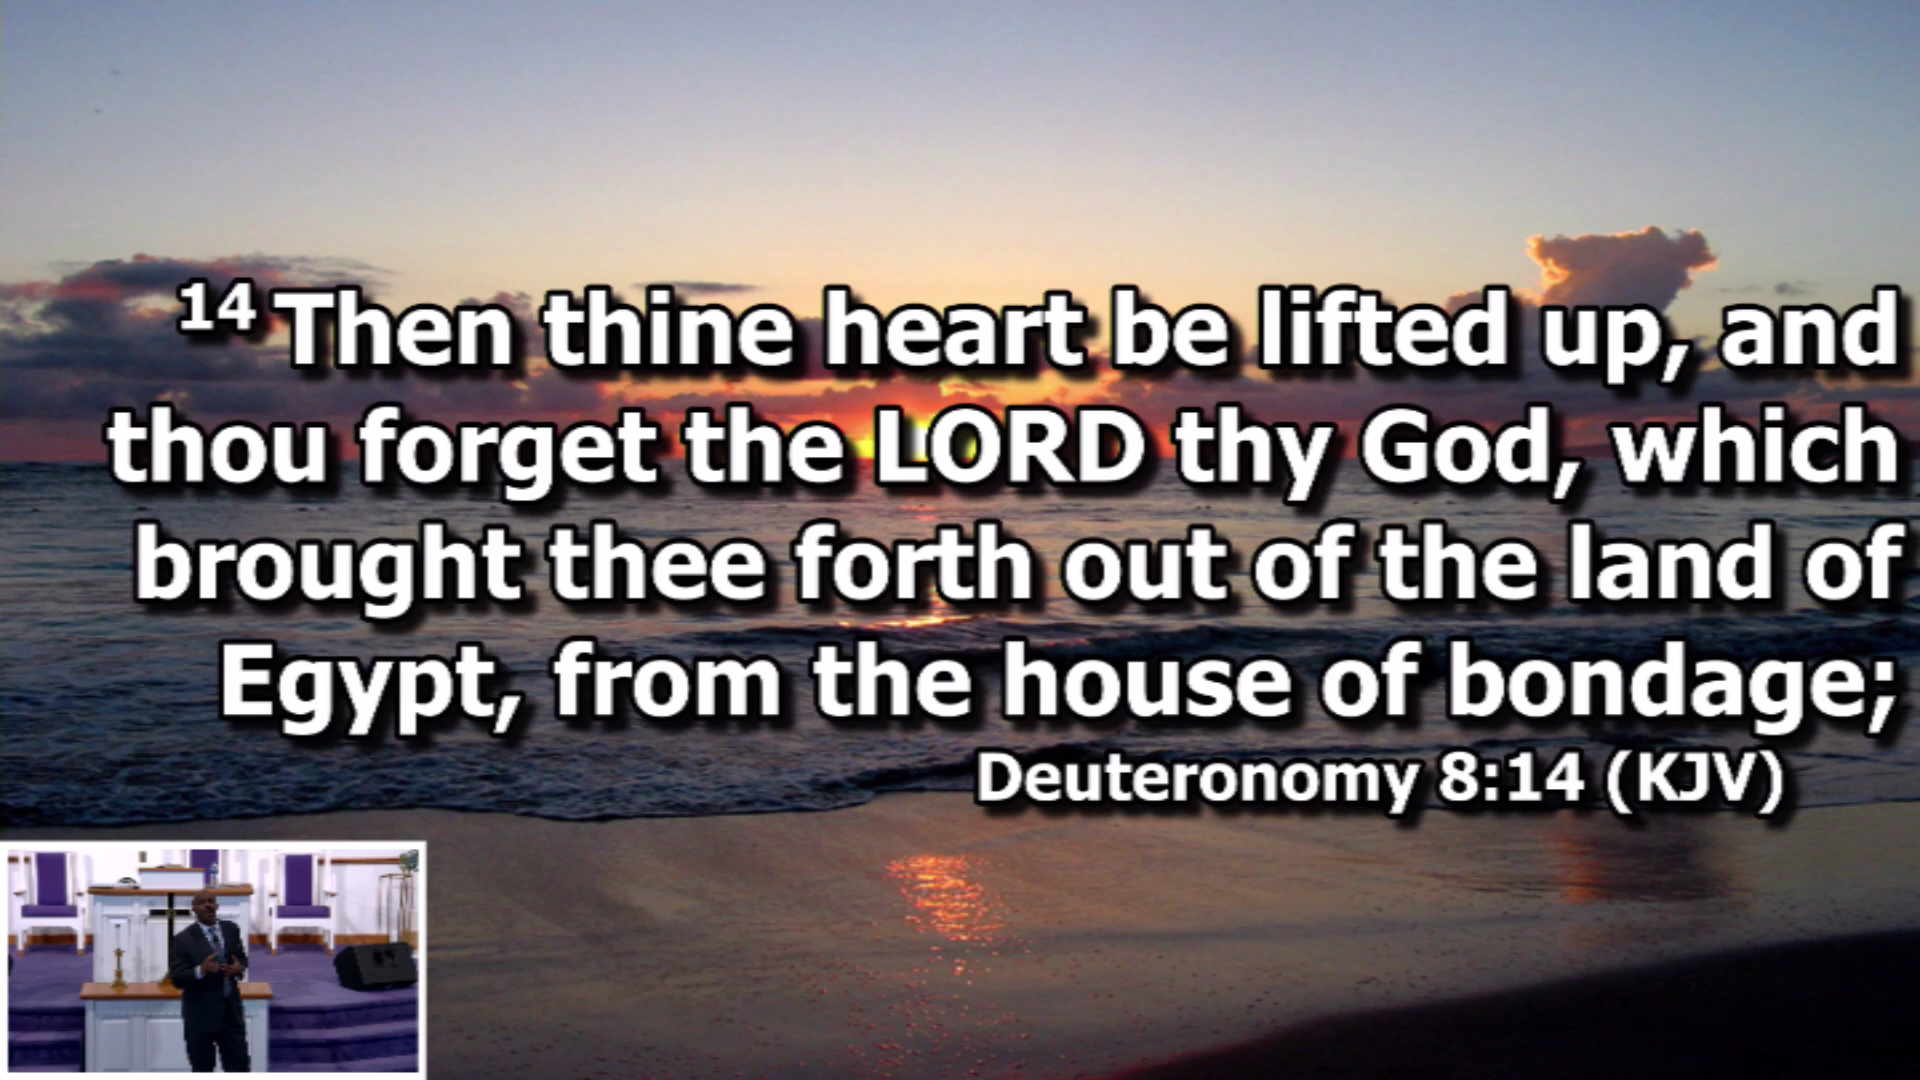 14 Then thine heart be lifted up, and
thou forget the LORD thy God, which
brought thee forth out of the land of
Egypt, from the house of bondage;
Deuteronomy 8:14 (KJV)